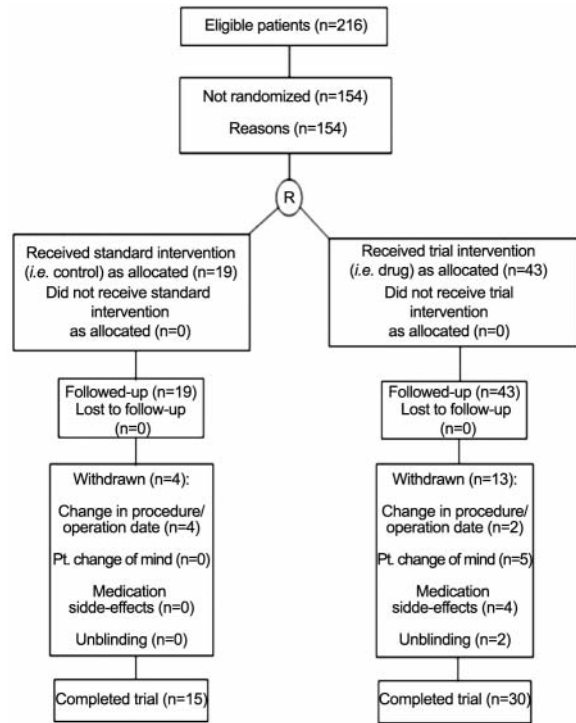 Eligible patients (n=216)
Not randomized (n=154)
Reasons (n=154)
R
Received standard intervention
(i.e. control) as allocated (n=19)
Did not receive standard
intervention
as allocated (n=0)
Received trial intervention
(i.e. drug) as allocated (n=43)
Did not receive trial
intervention
as allocated (n=0)
Followed-up (n=19)
Lost to follow-up
(n=0)
Followed-up (n=43)
Lost to follow-up
(n=0)
Withdrawn (n=4):
Change in procedure/
operation date (n=4)
Pt. change of mind (n=0)
Medication
sidde-effects (n=0)
Unblinding (n=0)
Withdrawn (n=13):
Change in procedure/
operation date (n=2)
Pt. change of mind (n=5)
Medication
sidde-effects (n=4)
Unblinding (n=2)
Completed trial (n=15)
Completed trial (n=30)